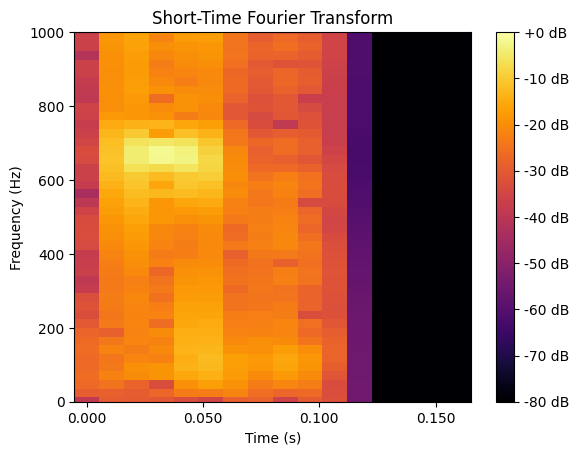 Short-Time Fourier Transform
1000
800
600
400
200
0
Frequency (Hz)
0.000
0.050
0.100
0.150
Time (s)
+0 dB
-10 dB
-20 dB
-30 dB
-40 dB
-50 dB
-60 dB
-70 dB
-80 dB